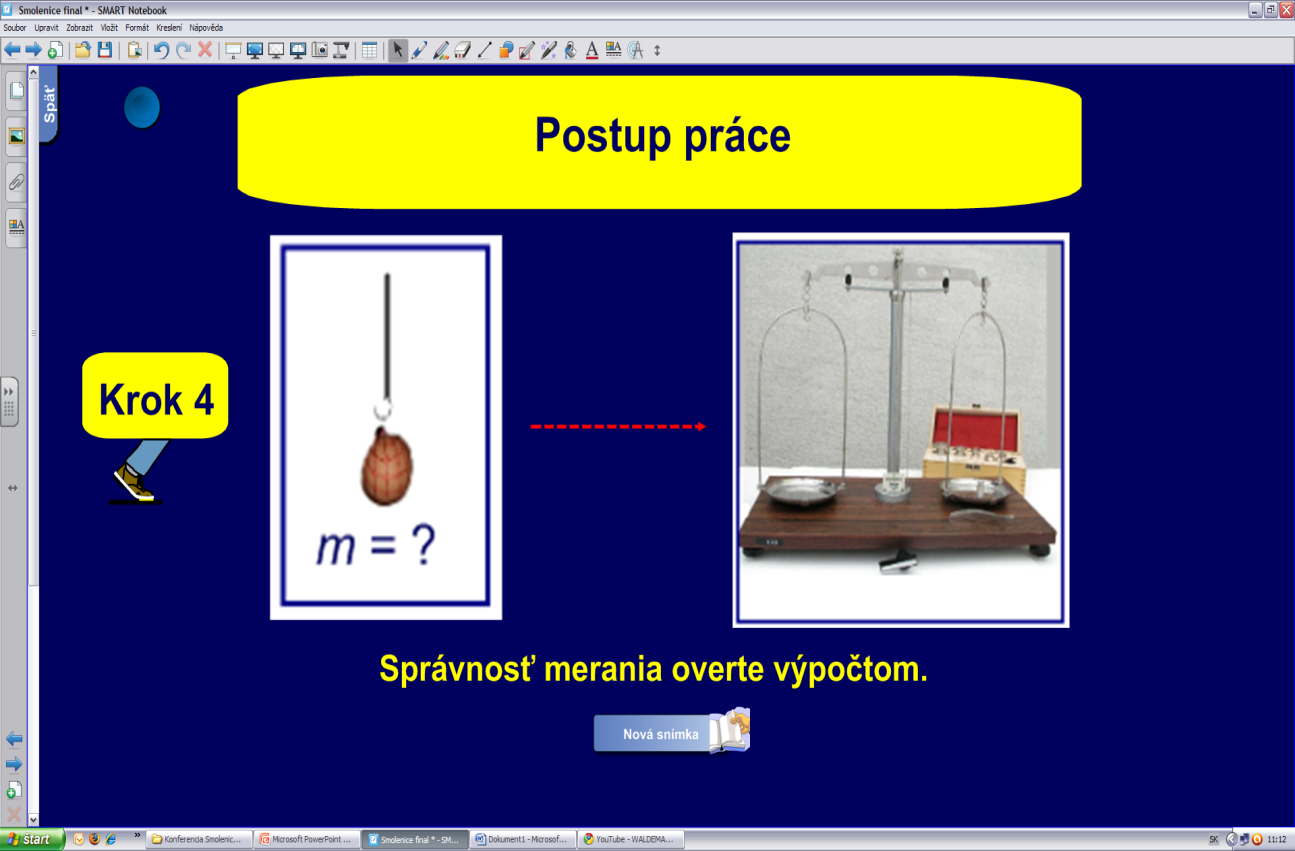 Smolenice final * - SMART Notebook
Soubor Upravit Zobrazit Vložit Formát Kreslení Nápověda
Späť
Postup práce
Krok 4
m = ?
Správnosť merania overte výpočtom.
Nová snímka
start
Konferencia Smolenic...
Microsoft PowerPoint ...
Smolenice final * - SM...
Dokument1 - Microsof...
YouTube - WALDEMA...
SK
11:12